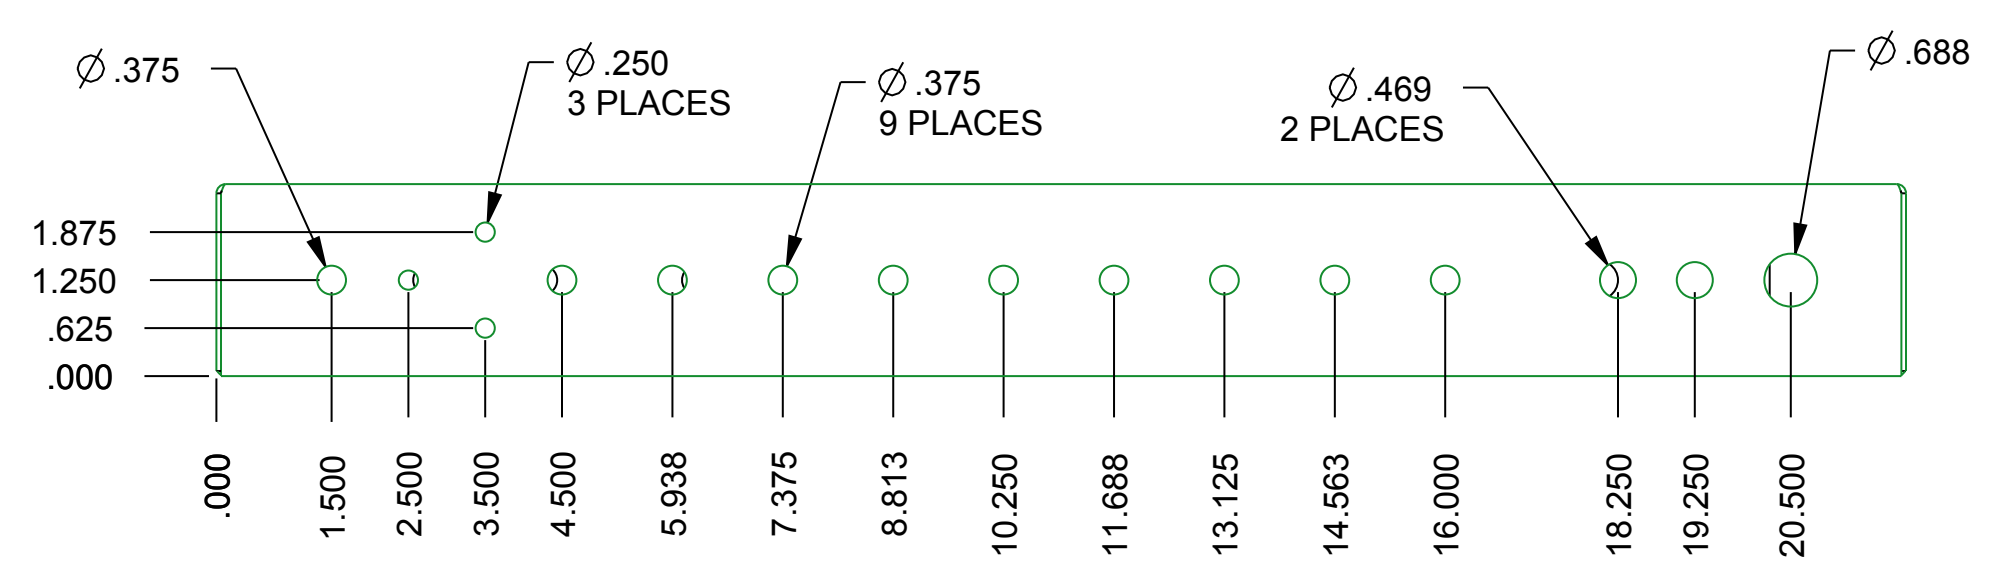 Ø .375
Ø .250
3 PLACES
Ø .375
9 PLACES
Ø .469
2 PLACES
Ø .688
1.875
1.250
.625
.000
.000
1.500
2.500
3.500
4.500
5.938
7.375
8.813
10.250
11.688
13.125
14.563
16.000
18.250
19.250
20.500